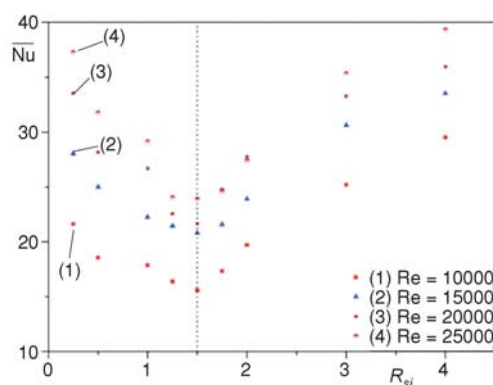 40
Nu
30
20
10
(4)
(3)
(2)
(1)
(1) Re = 10000
(2) Re = 15000
(3) Re = 20000
(4) Re = 25000
0 1 2 3 4
R_si